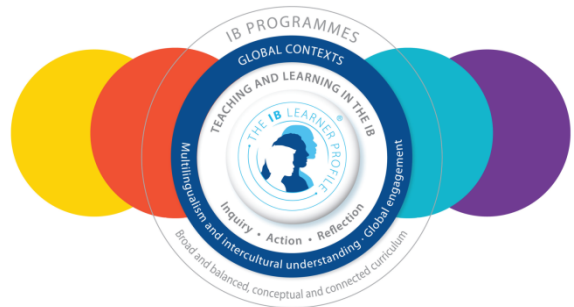 IB PROGRAMMES
GLOBAL CONTEXTS
TEACHING AND LEARNING IN THE IB
THE IB LEARNER PROFILE
®
Inquiry • Action • Reflection
Multilingualism and intercultural understanding · Global engagement
Broad and balanced, conceptual and connected curriculum